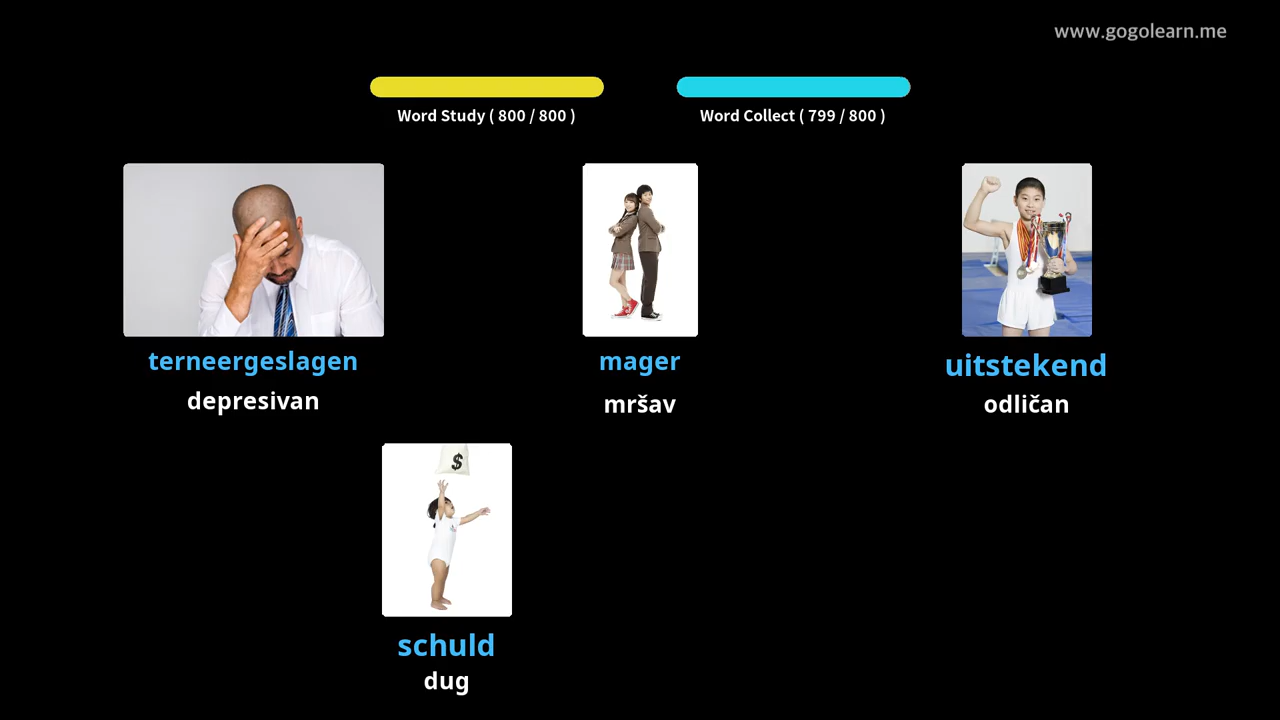 www.gogolearn.me
Word Study ( 800 / 800 )
Word Collect ( 799 / 800 )
terneergeslagen
mager
uitstekend
depresivan
mršav
odličan
$
schuld
dug